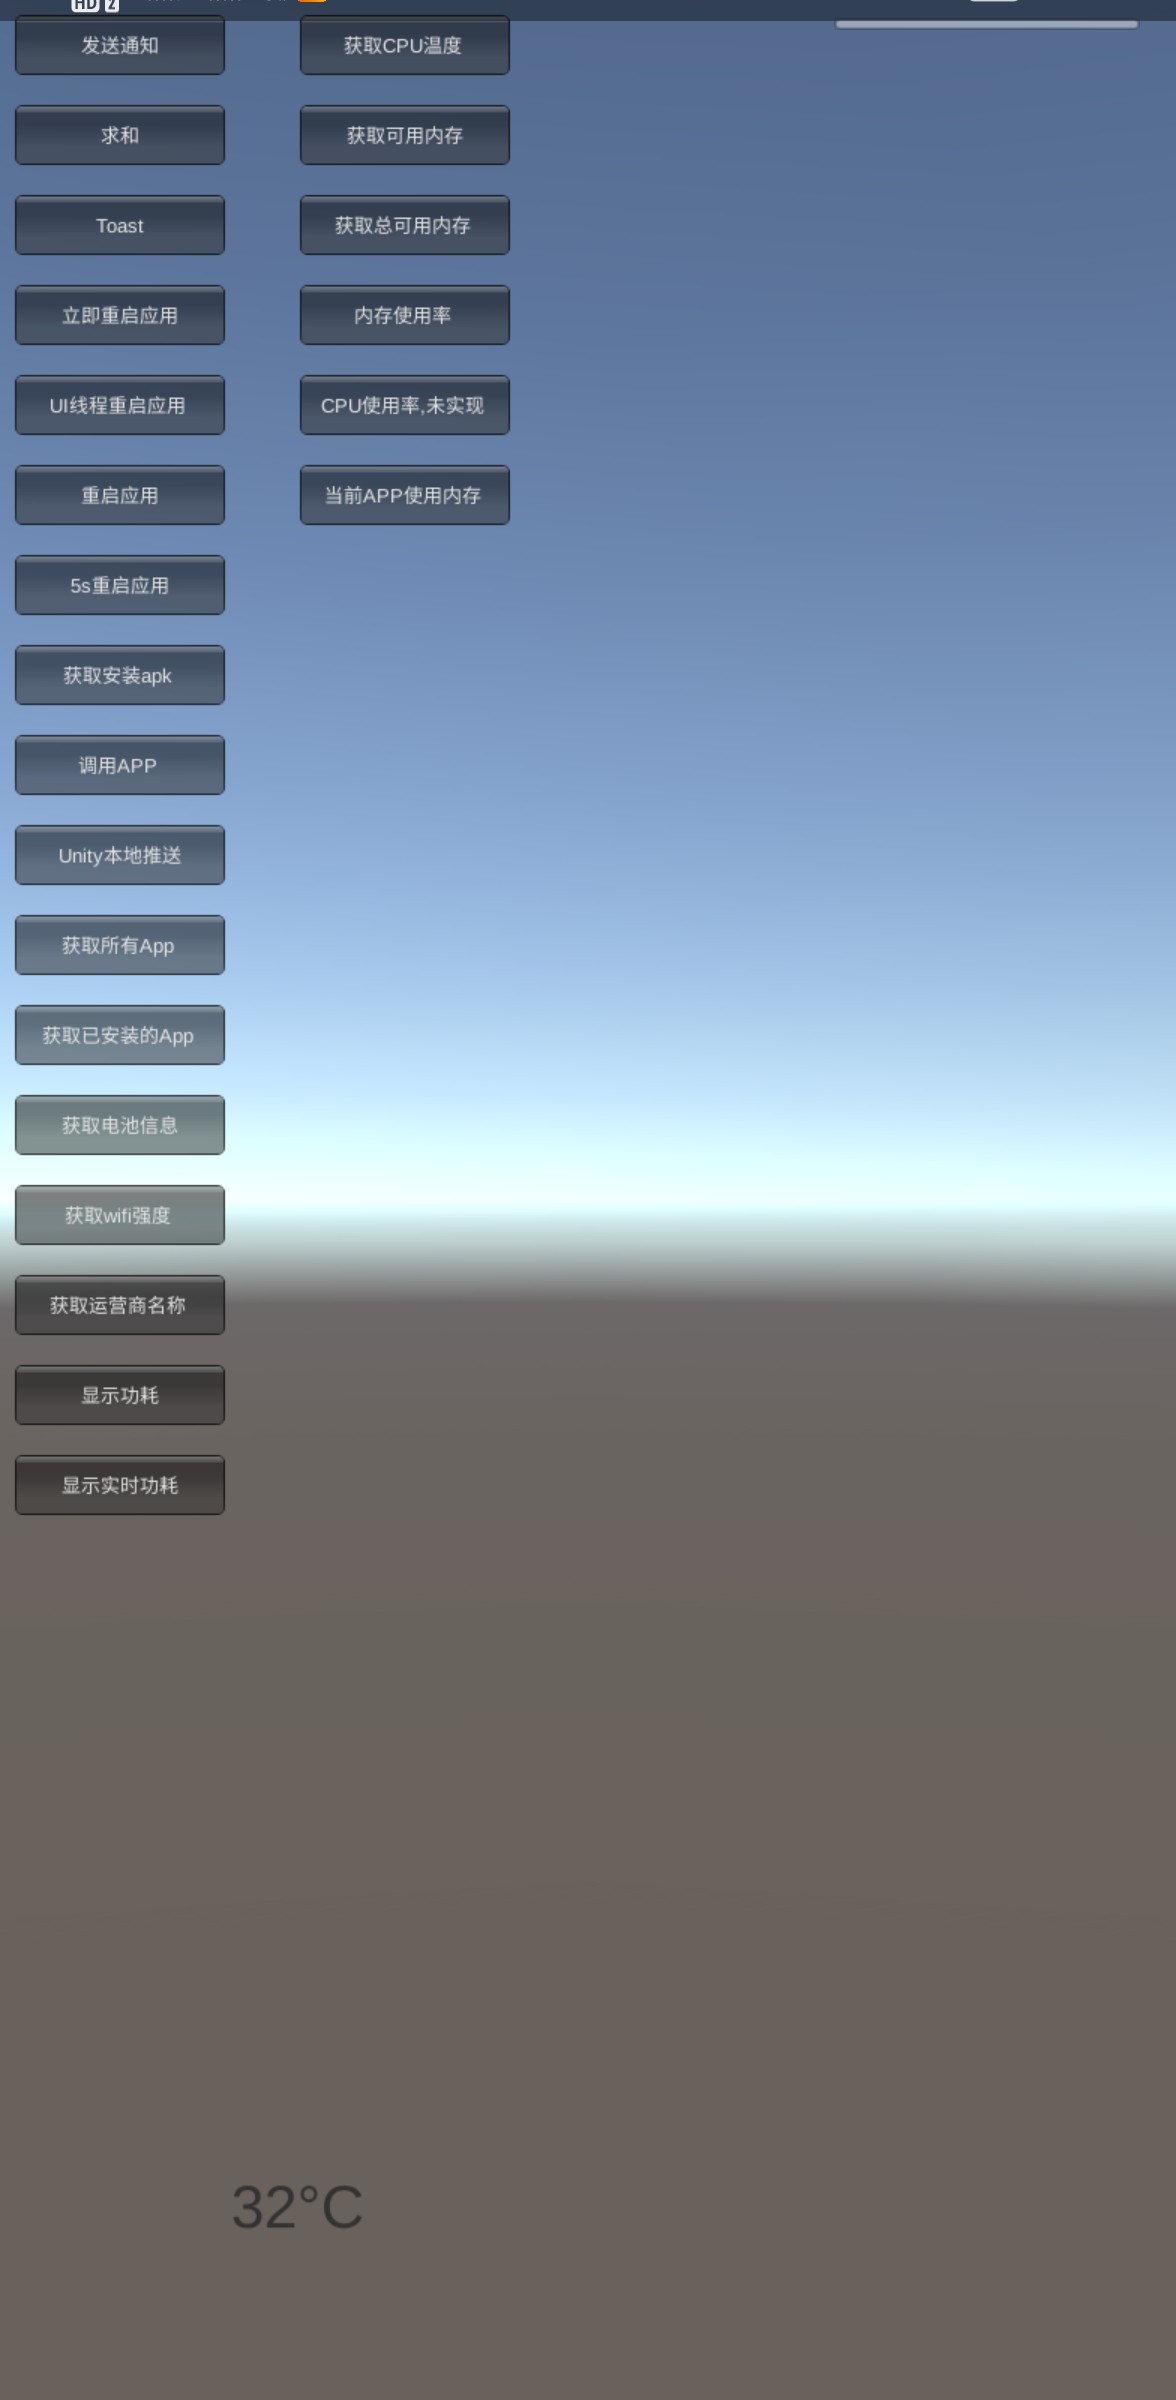 HD 2
发送通知
求和
Toast
立即重启应用
UI线程重启应用
重启应用
5s重启应用
获取安装apk
调用APP
Unity本地推送
获取所有App
获取已安装的App
获取电池信息
获取wifi强度
获取运营商名称
显示功耗
显示实时功耗
获取CPU温度
获取可用内存
获取总可用内存
内存使用率
CPU使用率,未实现
当前APP使用内存
32°C